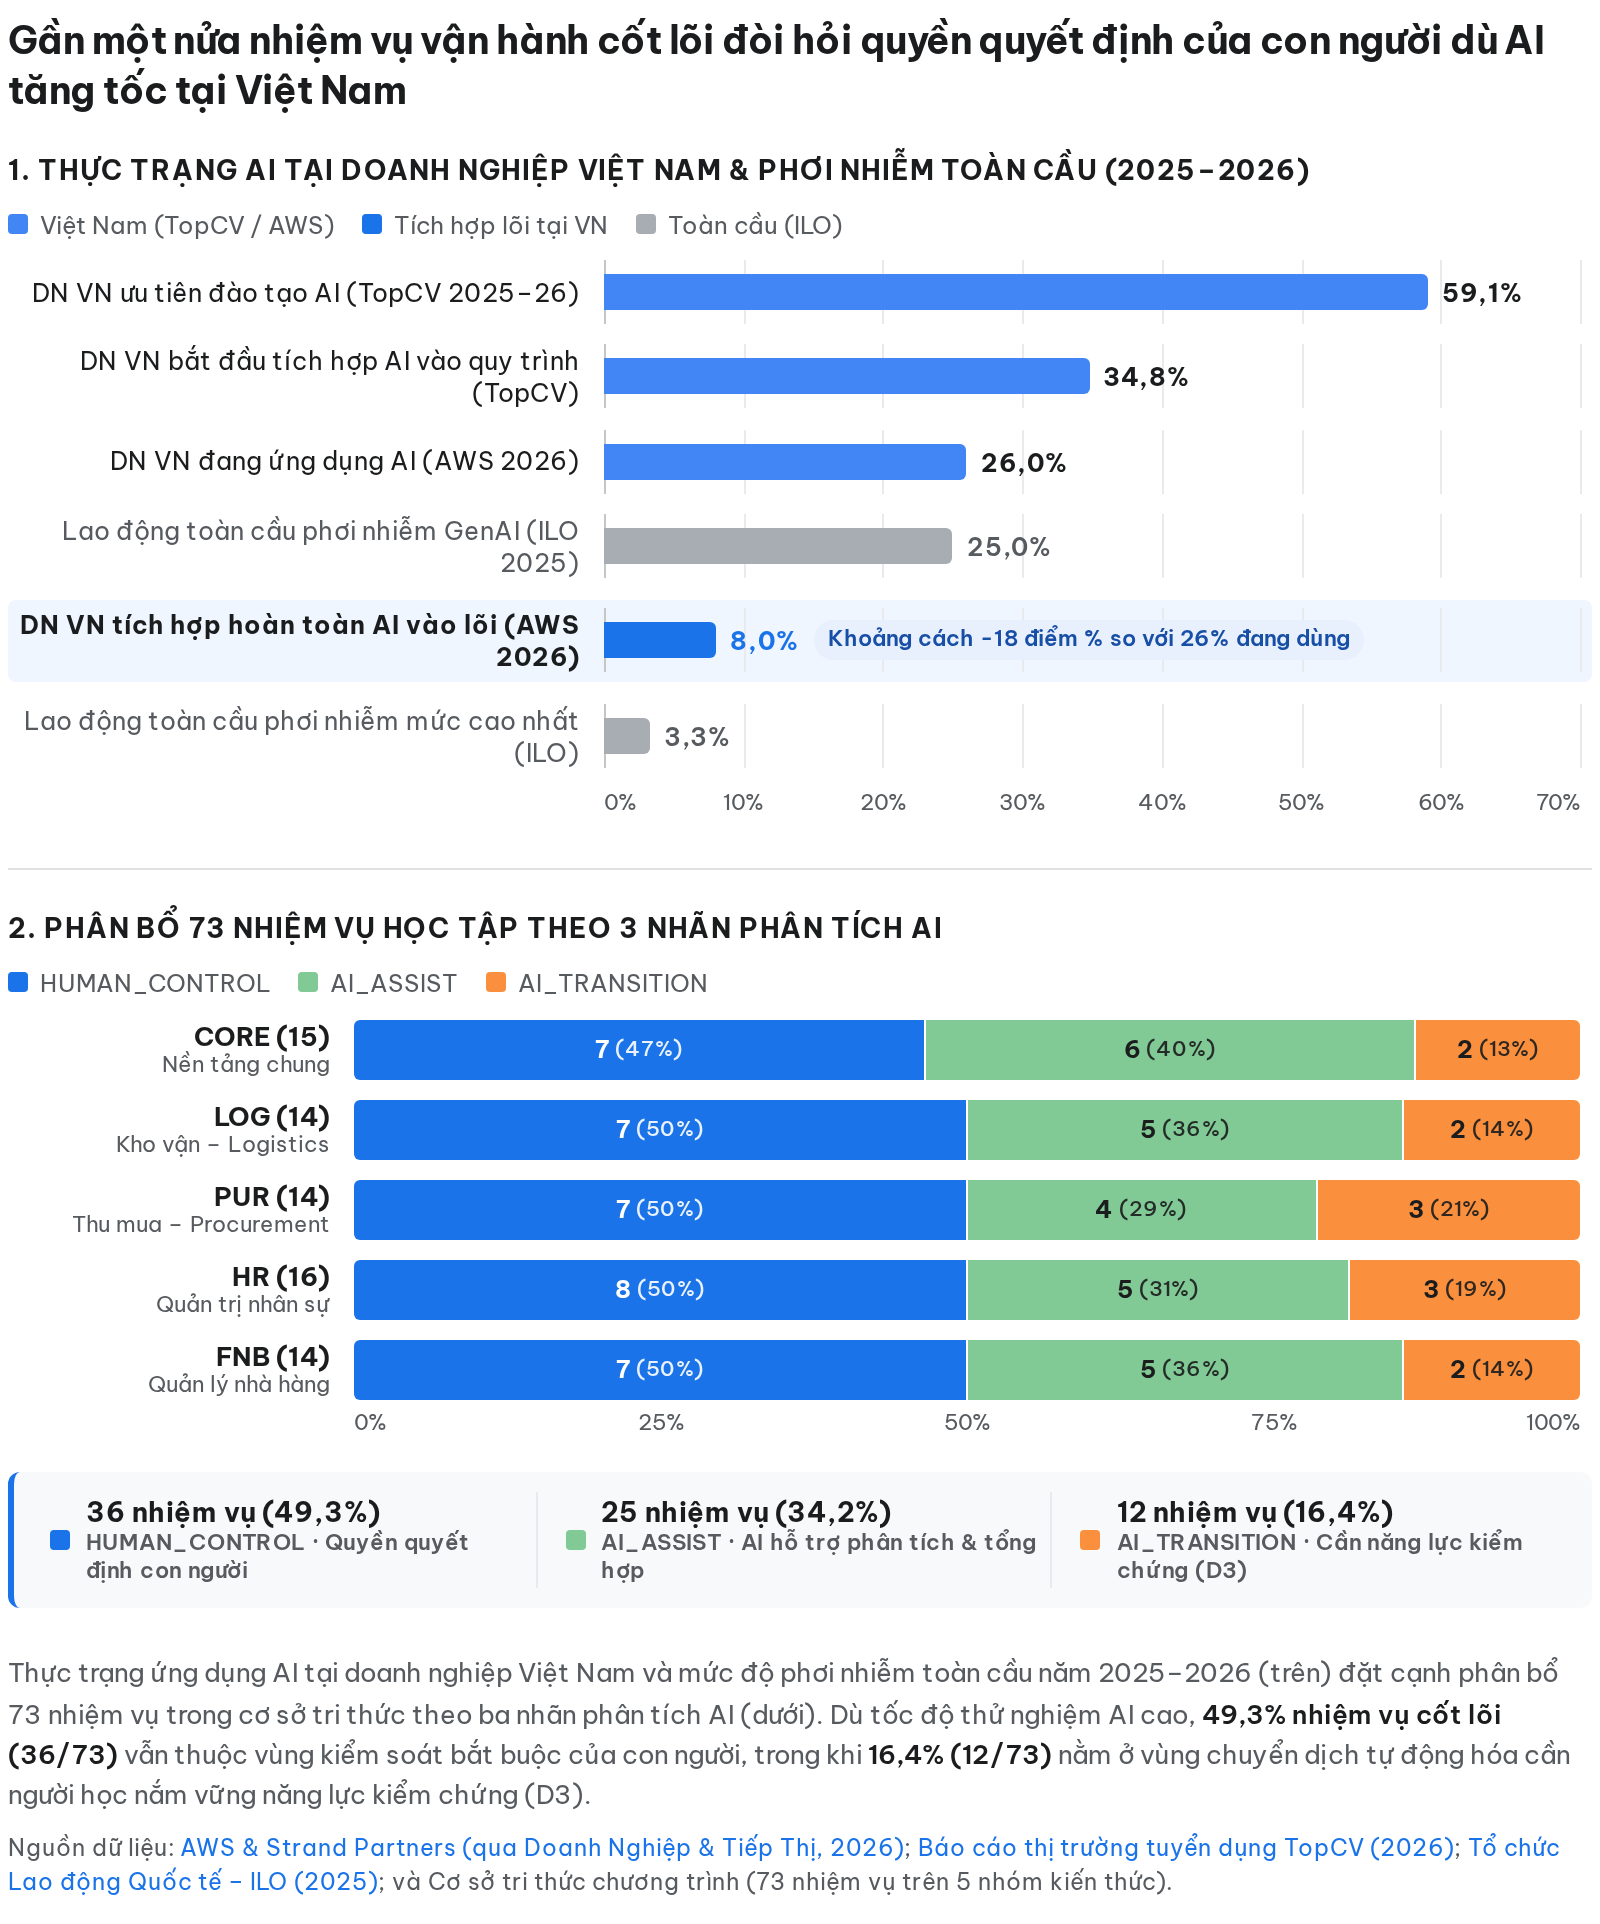 Gần một nửa nhiệm vụ vận hành cốt lõi đòi hỏi quyền quyết định của con người dù AI
tăng tốc tại Việt Nam
1. THỰC TRẠNG AI TẠI DOANH NGHIỆP VIỆT NAM & PHƠI NHIỄM TOÀN CẦU (2025–2026)
Việt Nam (TopCV / AWS) Tích hợp lõi tại VN Toàn cầu (ILO)
DN VN ưu tiên đào tạo AI (TopCV 2025–26) 59,1%
DN VN bắt đầu tích hợp AI vào quy trình
(TopCV) 34,8%
DN VN đang ứng dụng AI (AWS 2026) 26,0%
Lao động toàn cầu phơi nhiễm GenAI (ILO
2025) 25,0%
DN VN tích hợp hoàn toàn AI vào lõi (AWS
2026) 8,0% Khoảng cách -18 điểm % so với 26% đang dùng
Lao động toàn cầu phơi nhiễm mức cao nhất
(ILO) 3,3%
0% 10% 20% 30% 40% 50% 60% 70%
2. PHÂN BỔ 73 NHIỆM VỤ HỌC TẬP THEO 3 NHÃN PHÂN TÍCH AI
HUMAN_CONTROL AI_ASSIST AI_TRANSITION
CORE (15)
Nền tảng chung
7 (47%) 6 (40%) 2 (13%)
LOG (14)
Kho vận – Logistics
7 (50%) 5 (36%) 2 (14%)
PUR (14)
Thu mua – Procurement
7 (50%) 4 (29%) 3 (21%)
HR (16)
Quản trị nhân sự
8 (50%) 5 (31%) 3 (19%)
FNB (14)
Quản lý nhà hàng
7 (50%) 5 (36%) 2 (14%)
0% 25% 50% 75% 100%
36 nhiệm vụ (49,3%)
HUMAN_CONTROL · Quyền quyết
định con người
25 nhiệm vụ (34,2%)
AI_ASSIST · AI hỗ trợ phân tích & tổng
hợp
12 nhiệm vụ (16,4%)
AI_TRANSITION · Cần năng lực kiểm
chứng (D3)
Thực trạng ứng dụng AI tại doanh nghiệp Việt Nam và mức độ phơi nhiễm toàn cầu năm 2025–2026 (trên) đặt cạnh phân bổ
73 nhiệm vụ trong cơ sở tri thức theo ba nhãn phân tích AI (dưới). Dù tốc độ thử nghiệm AI cao, 49,3% nhiệm vụ cốt lõi
(36/73) vẫn thuộc vùng kiểm soát bắt buộc của con người, trong khi 16,4% (12/73) nằm ở vùng chuyển dịch tự động hóa cần
người học nắm vững năng lực kiểm chứng (D3).
Nguồn dữ liệu: AWS & Strand Partners (qua Doanh Nghiệp & Tiếp Thị, 2026); Báo cáo thị trường tuyển dụng TopCV (2026); Tổ chức
Lao động Quốc tế – ILO (2025); và Cơ sở tri thức chương trình (73 nhiệm vụ trên 5 nhóm kiến thức).